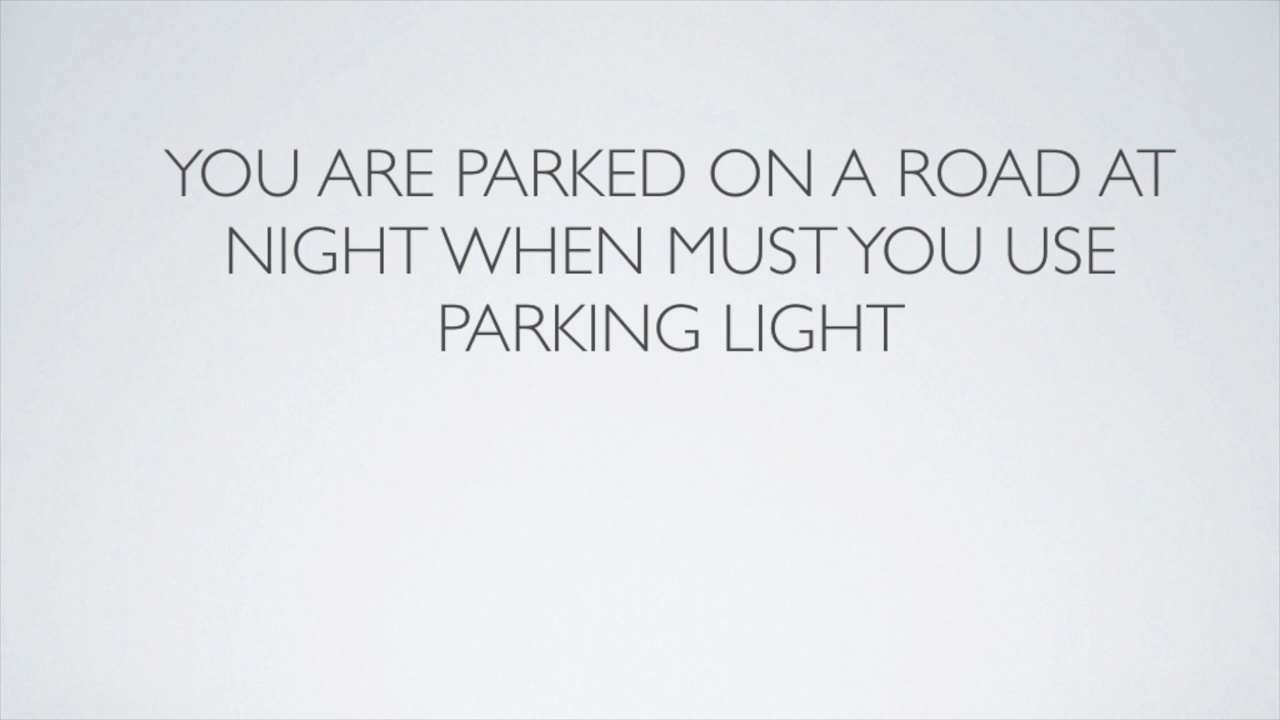 YOU ARE PARKED ON A ROAD AT
NIGHT WHEN MUST YOU USE
PARKING LIGHT